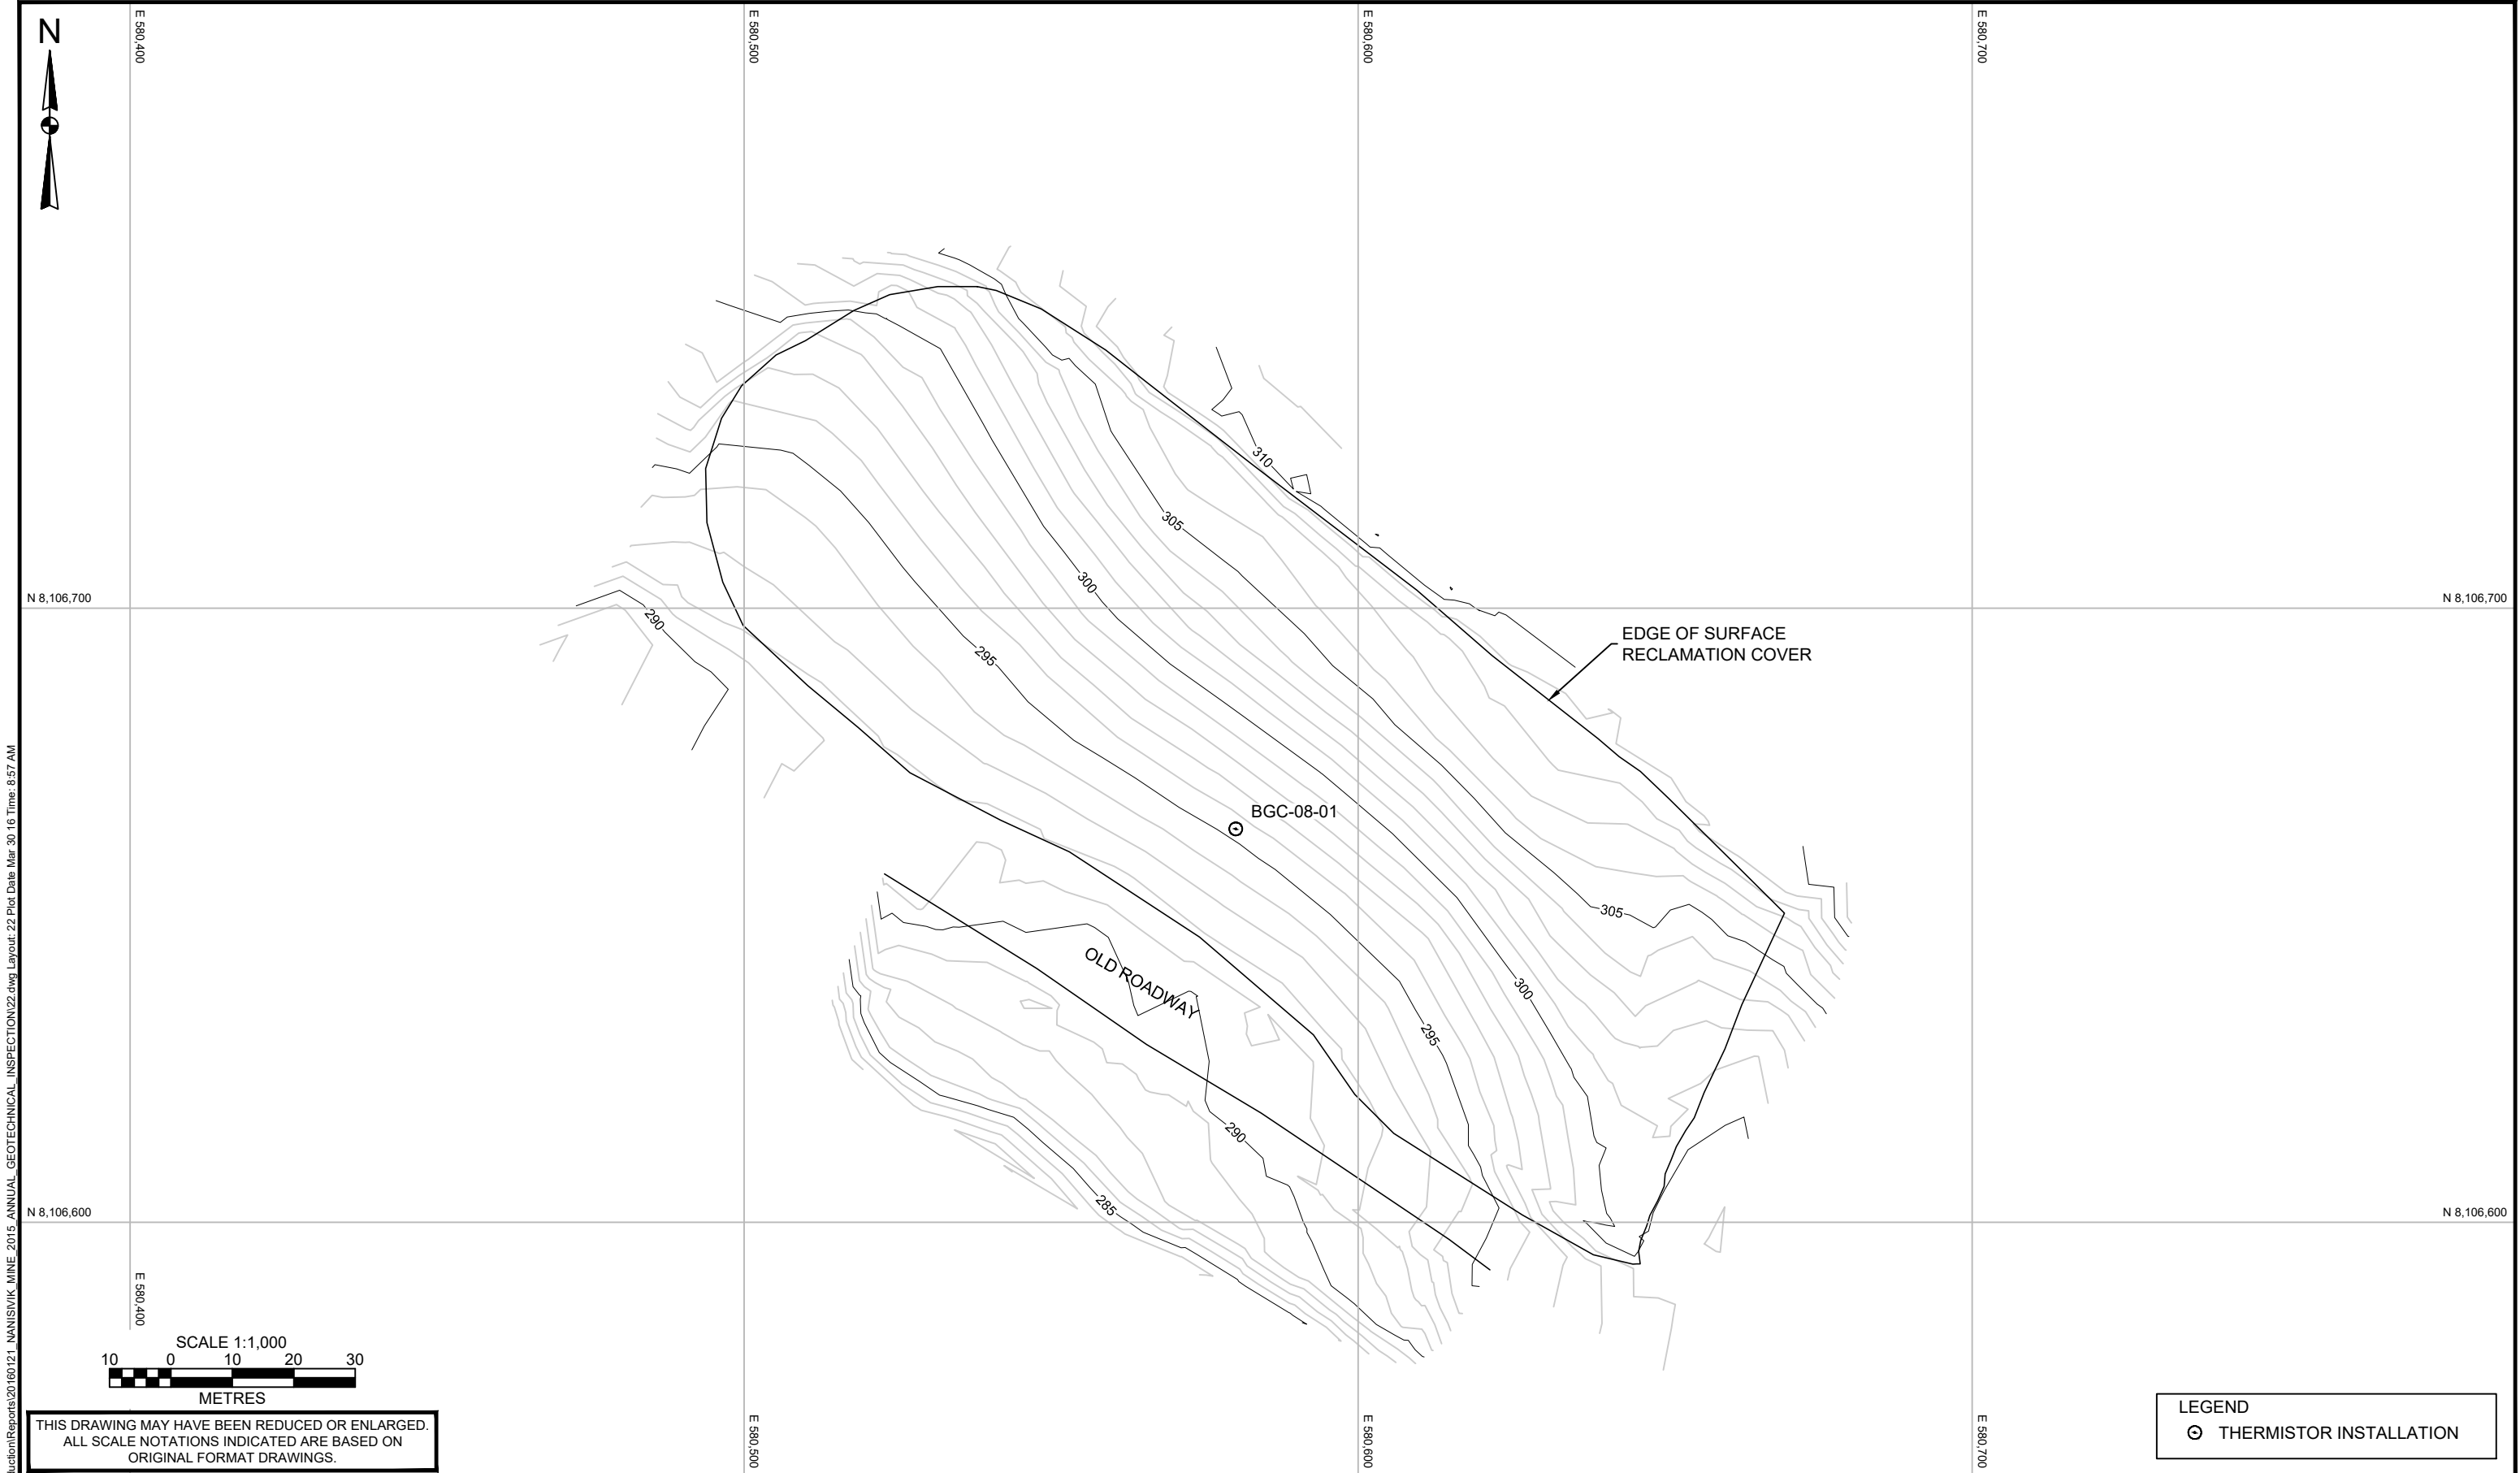 E 580,400
E 580,500
E 580,600
E 580,700
N
310
305
300
N 8,106,700
N 8,106,700
290
EDGE OF SURFACE
RECLAMATION COVER
295
BGC-08-01
305
OLD ROADWAY
300
295
290
285
N 8,106,600
N 8,106,600
E 580,400
SCALE 1:1,000
10 0 10 20 30
METRES
THIS DRAWING MAY HAVE BEEN REDUCED OR ENLARGED.
ALL SCALE NOTATIONS INDICATED ARE BASED ON
ORIGINAL FORMAT DRAWINGS.
E 580,500
E 580,600
E 580,700
LEGEND
THERMISTOR INSTALLATION
uction\Reports\20160121_NANISIVIK_MINE_2015_ANNUAL_GEOTECHNICAL_INSPECTION\22.dwg Layout: 22 Plot Date Mar 30 16 Time: 8:57 AM